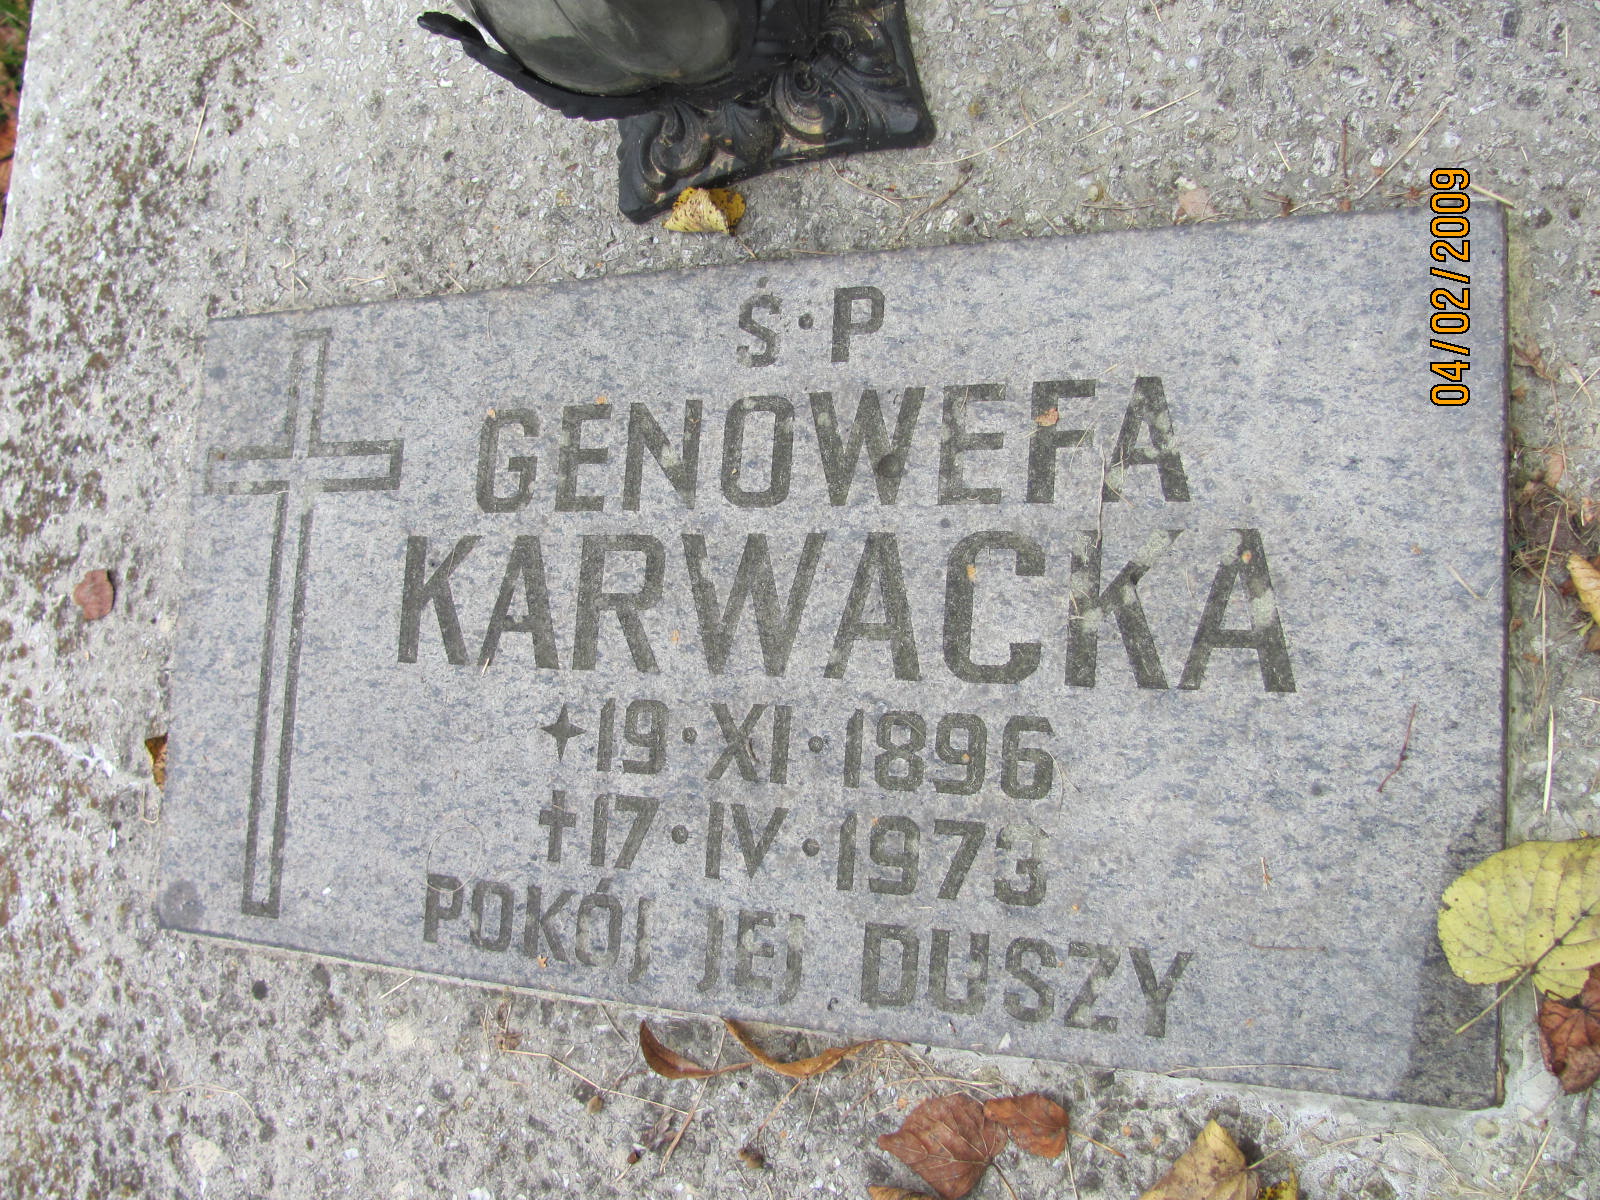 Ś·P
GENOWEFA
KARWACKA
19·XI·1896
†17·IV·1973
POKÓJ JEJ DUSZY
04/02/2009